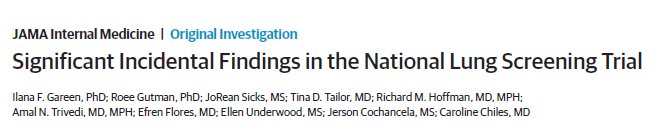 JAMA Internal Medicine | Original Investigation
Significant Incidental Findings in the National Lung Screening Trial
Ilana F. Gareen, PhD; Roee Gutman, PhD; JoRean Sicks, MS; Tina D. Tailor, MD; Richard M. Hoffman, MD, MPH;
Amal N. Trivedi, MD, MPH; Efren Flores, MD; Ellen Underwood, MS; Jerson Cochancela, MS; Caroline Chiles, MD